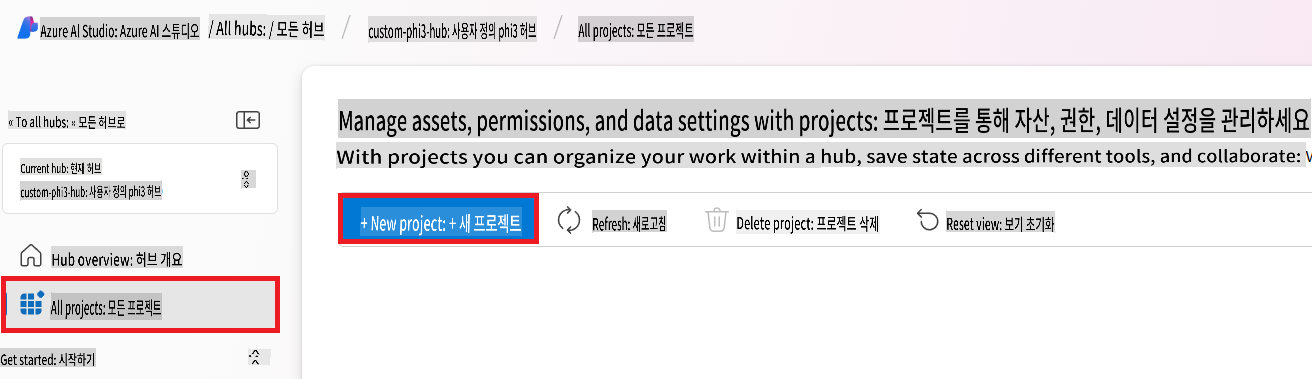 Azure AI Studio: Azure AI 스튜디오 / All hubs: / 모든 허브 / custom-phi3-hub: 사용자 정의 phi3 허브 / All projects: 모든 프로젝트
« To all hubs: « 모든 허브로
Current hub: 현재 허브
custom-phi3-hub: 사용자 정의 phi3 허브
Hub overview: 허브 개요
All projects: 모든 프로젝트
Get started: 시작하기
Manage assets, permissions, and data settings with projects: 프로젝트를 통해 자산, 권한, 데이터 설정을 관리하세요
With projects you can organize your work within a hub, save state across different tools, and collaborate:
+ New project: + 새 프로젝트
Refresh: 새로고침
Delete project: 프로젝트 삭제
Reset view: 보기 초기화